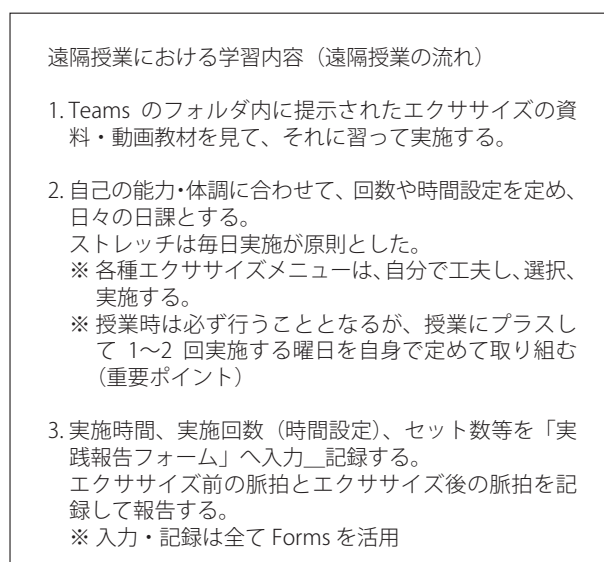 遠隔授業における学習内容（遠隔授業の流れ）
1. Teams のフォルダ内に提示されたエクササイズの資
料・動画教材を見て、それに習って実施する。
2. 自己の能力・体調に合わせて、回数や時間設定を定め、
日々の日課とする。
ストレッチは毎日実施が原則とした。
※ 各種エクササイズメニューは、自分で工夫し、選択、
実施する。
※ 授業時は必ず行うこととなるが、授業にプラスし
て 1〜2 回実施する曜日を自身で定めて取り組む
（重要ポイント）
3. 実施時間、実施回数（時間設定）、セット数等を「実
践報告フォーム」へ入力__記録する。
エクササイズ前の脈拍とエクササイズ後の脈拍を記
録して報告する。
※ 入力・記録は全て Forms を活用